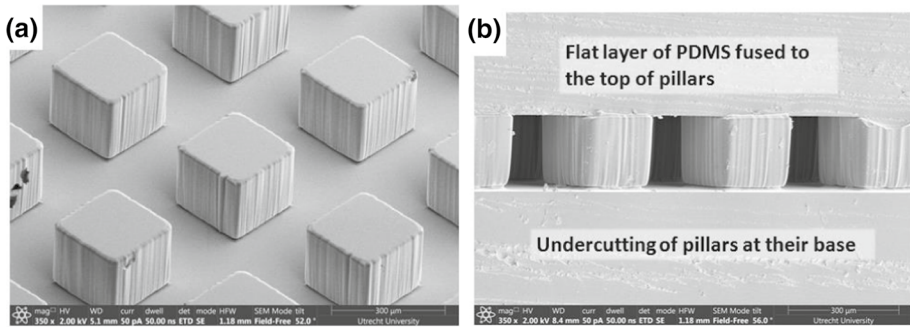 (a)
mag HV WD curr dwell det mode HFW SEM Mode tilt 300 µm
350 x 2.00 kV 5.1 mm 50 pA 50.00 ns ETD SE 1.18 mm Field-Free 52.0 ° Utrecht University
(b)
Flat layer of PDMS fused to
the top of pillars
Undercutting of pillars at their base
mag HV WD curr dwell det mode HFW SEM Mode tilt 300 µm
350 x 2.00 kV 8.4 mm 50 pA 50.00 ns ETD SE 1.18 mm Field-Free 56.0 ° Utrecht University